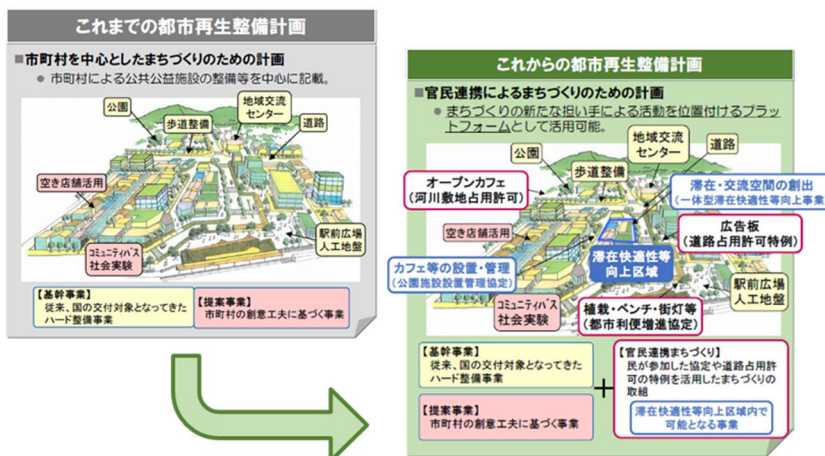 これまでの都市再生整備計画
■市町村を中心としたまちづくりのための計画
● 市町村による公共公益施設の整備等を中心に記載。
公園
歩道整備
地域交流
センター
道路
空き店舗活用
コミュニティバス
社会実験
駅前広場
人工地盤
【基幹事業】
従来、国の交付対象となってきた
ハード整備事業
【提案事業】
市町村の創意工夫に基づく事業
これからの都市再生整備計画
■官民連携によるまちづくりのための計画
● まちづくりの新たな担い手による活動を位置付けるプラッ
トフォームとして活用可能。
公園
歩道整備
地域交流
センター
道路
オープンカフェ
(河川敷地占用許可)
滞在・交流空間の創出
(一体型滞在快適性等向上事業)
空き店舗活用
広告板
(道路占用許可特例)
滞在快適性等
向上区域
カフェ等の設置・管理
(公園施設設置管理協定)
コミュニティバス
社会実験
植栽・ベンチ・街灯等
(都市利便増進協定)
駅前広場
人工地盤
【基幹事業】
従来、国の交付対象となってきた
ハード整備事業
【提案事業】
市町村の創意工夫に基づく事業
+
【官民連携まちづくり】
民が参加した協定や道路占用許
可の特例を活用したまちづくりの
取組
滞在快適性等向上区域内で
可能となる事業